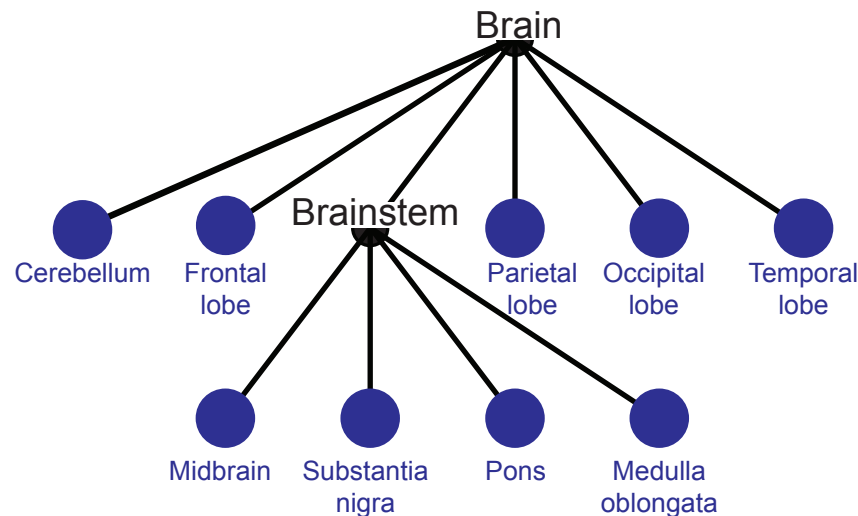 Brain
Brainstem
Cerebellum
Frontal
lobe
Parietal
lobe
Occipital
lobe
Temporal
lobe
Midbrain
Substantia
nigra
Pons
Medulla
oblongata